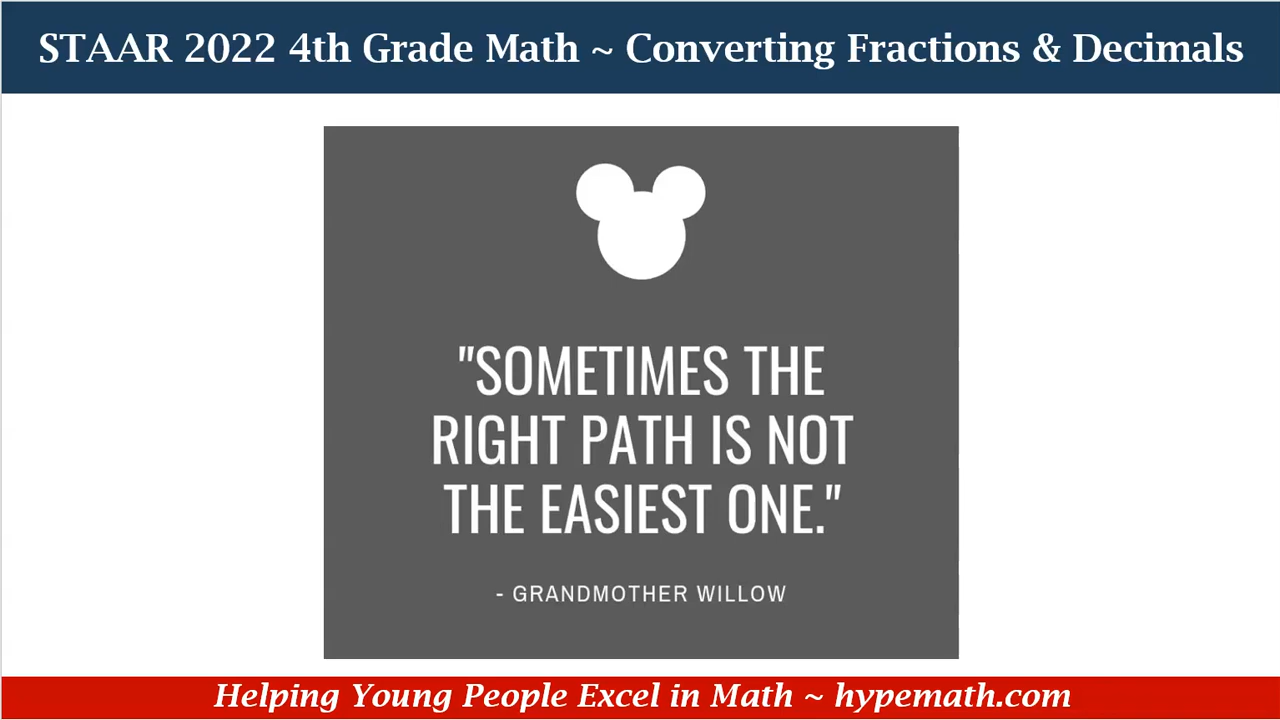 STAAR 2022 4th Grade Math ~ Converting Fractions & Decimals
"SOMETIMES THE
RIGHT PATH IS NOT
THE EASIEST ONE."
- GRANDMOTHER WILLOW
Helping Young People Excel in Math ~ hypemath.com